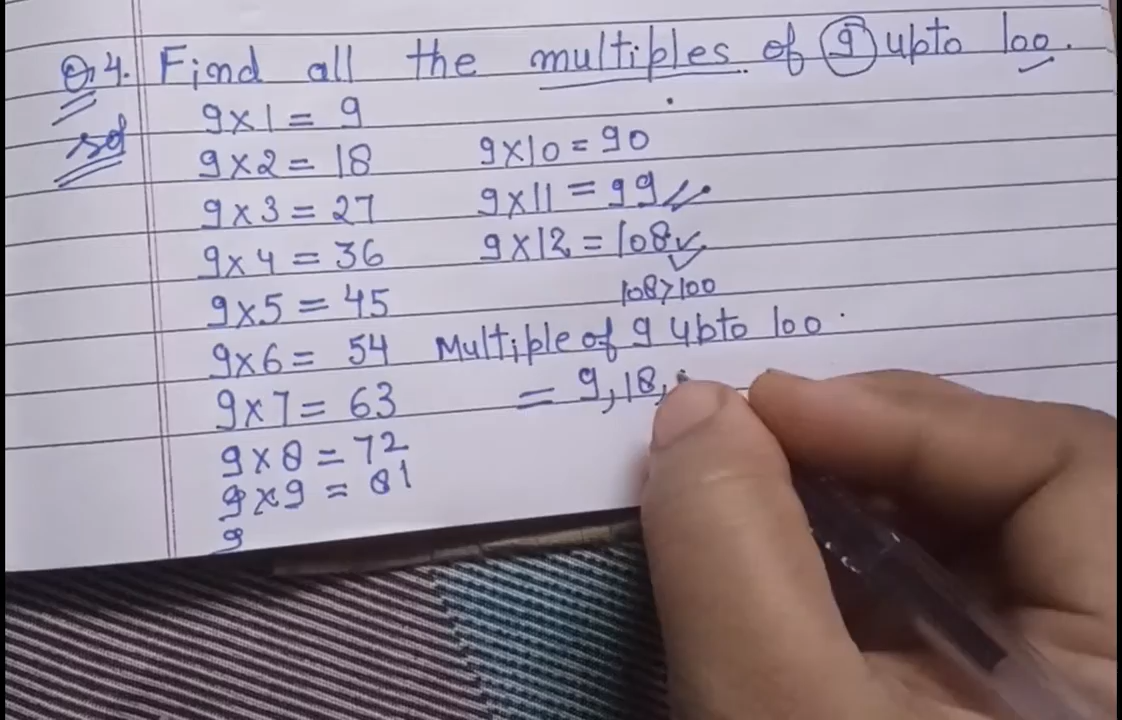 Q.4. Find all the multiples of 9 upto 100.
Sol
9x1 = 9
9x2 = 18
9x3 = 27
9x4 = 36
9x5 = 45
9x6 = 54
9x7 = 63
9x8 = 72
9x9 = 81
9
9x10 = 90
9x11 = 99
9x12 = 108
108>100
Multiple of 9 upto 100.
= 9,18,